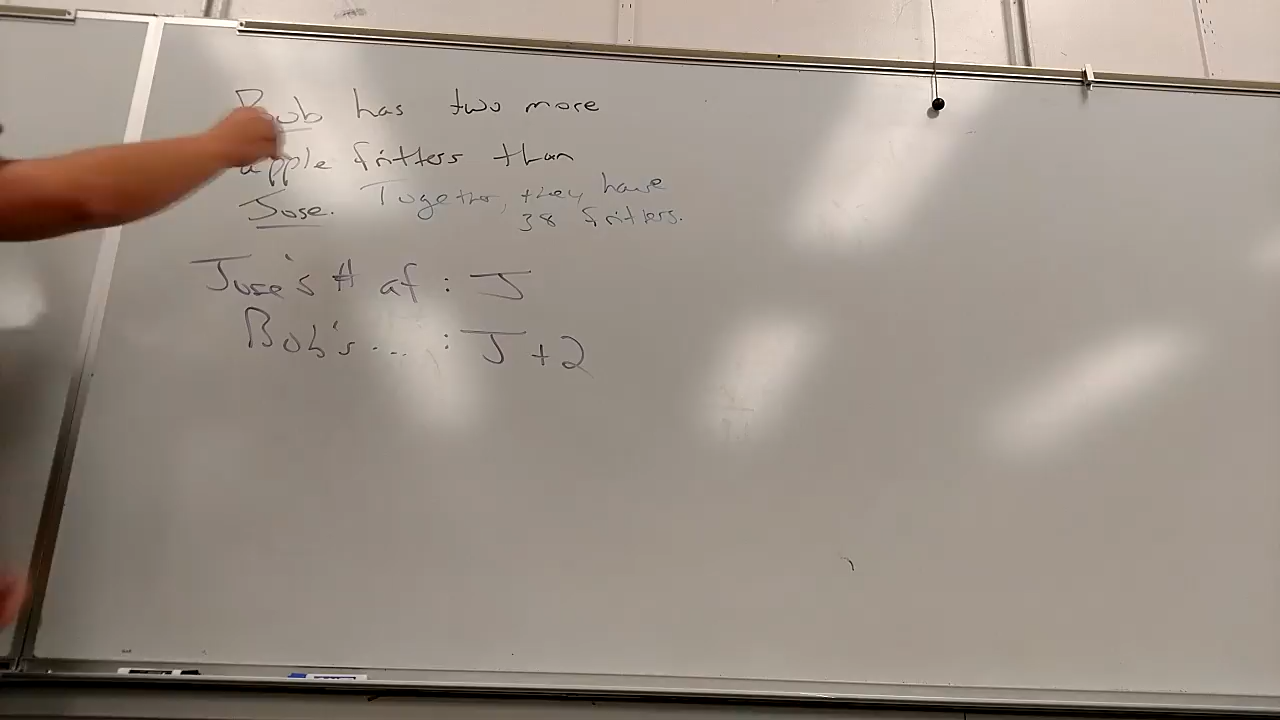 Bob has two more
apple fritters than
Jose. Together, they have
38 fritters.
Jose's # af : J
Bob's ... : J + 2